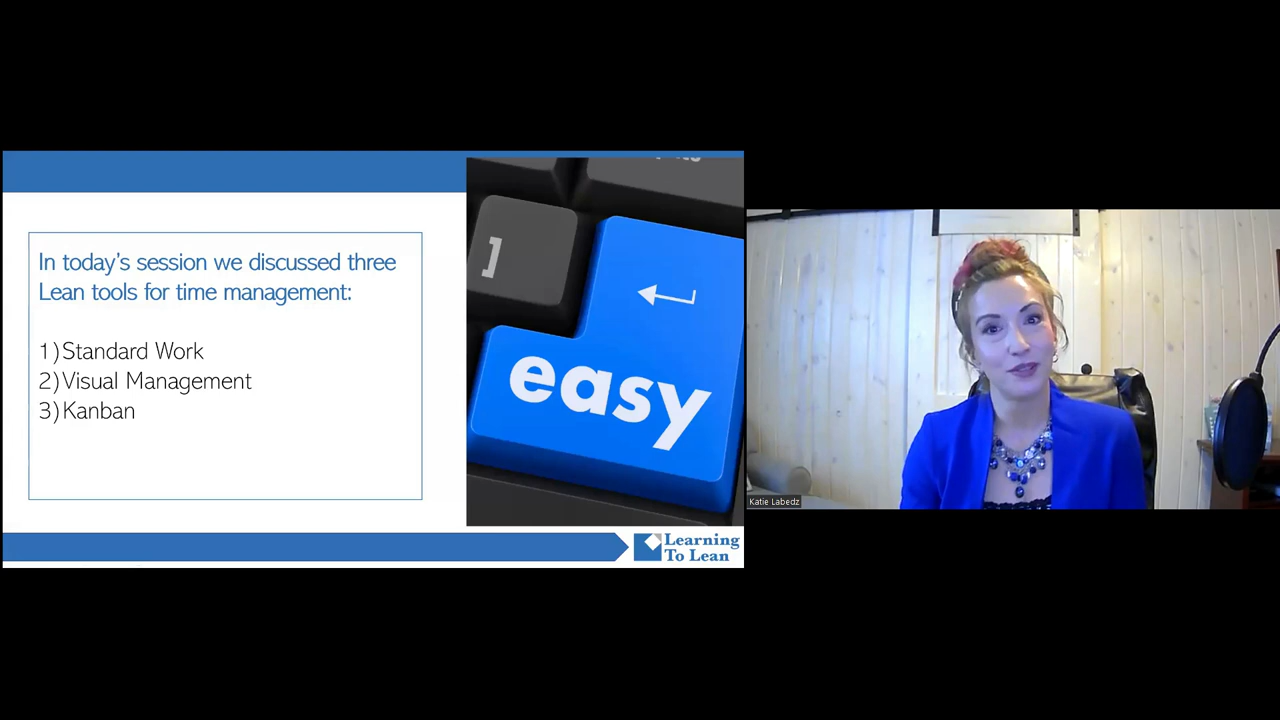 In today's session we discussed three
Lean tools for time management:
1) Standard Work
2) Visual Management
3) Kanban
]
easy
Learning
To Lean
Katie Labedz